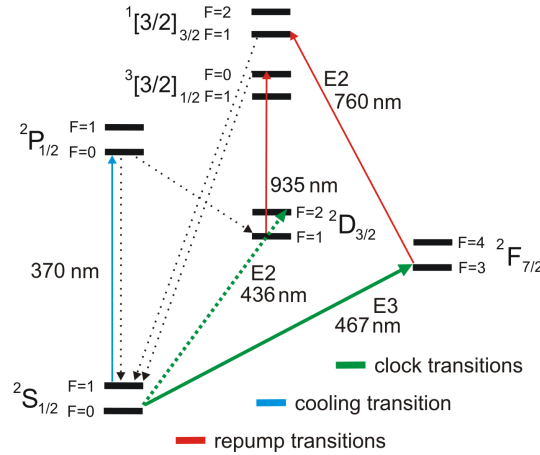 ¹[3/2]₃/₂ F=2
F=1
³[3/2]₁/₂ F=0
F=1
E2
760 nm
²P₁/₂ F=1
F=0
935 nm
F=2 ²D₃/₂
F=1
F=4 ²F₇/₂
F=3
370 nm
E2
436 nm
E3
467 nm
clock transitions
²S₁/₂ F=1
F=0
cooling transition
repump transitions